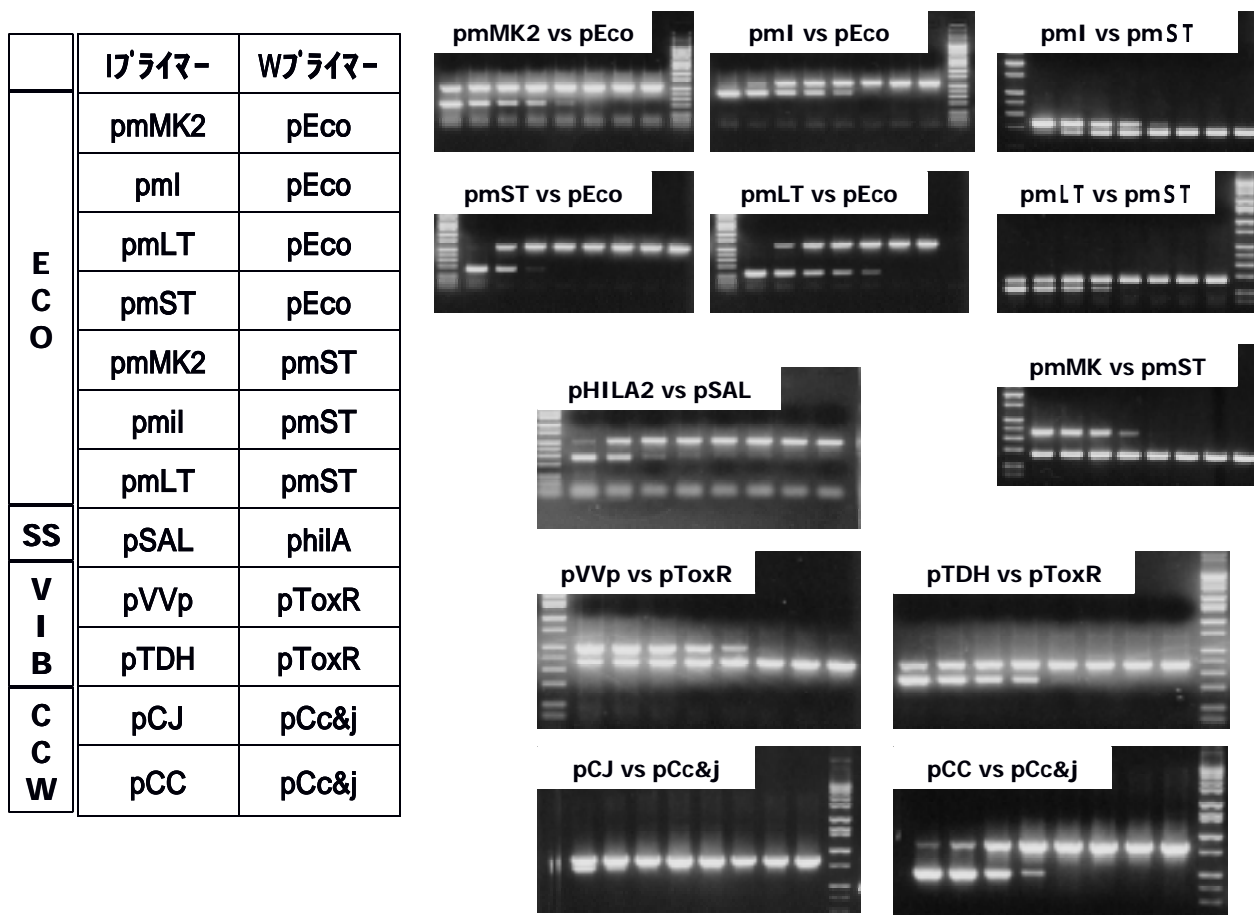 Iﾌﾟﾗｲﾏｰ Wﾌﾟﾗｲﾏｰ
ECO
pmMK2 pEco
pmI pEco
pmLT pEco
pmST pEco
pmMK2 pmST
pmiI pmST
pmLT pmST
SS
pSAL philA
VIB
pVVp pToxR
pTDH pToxR
CCW
pCJ pCc&j
pCC pCc&j
pmMK2 vs pEco
pmI vs pEco
pmI vs pmST
pmST vs pEco
pmLT vs pEco
pmLT vs pmST
pHILA2 vs pSAL
pmMK vs pmST
pVVp vs pToxR
pTDH vs pToxR
pCJ vs pCc&j
pCC vs pCc&j